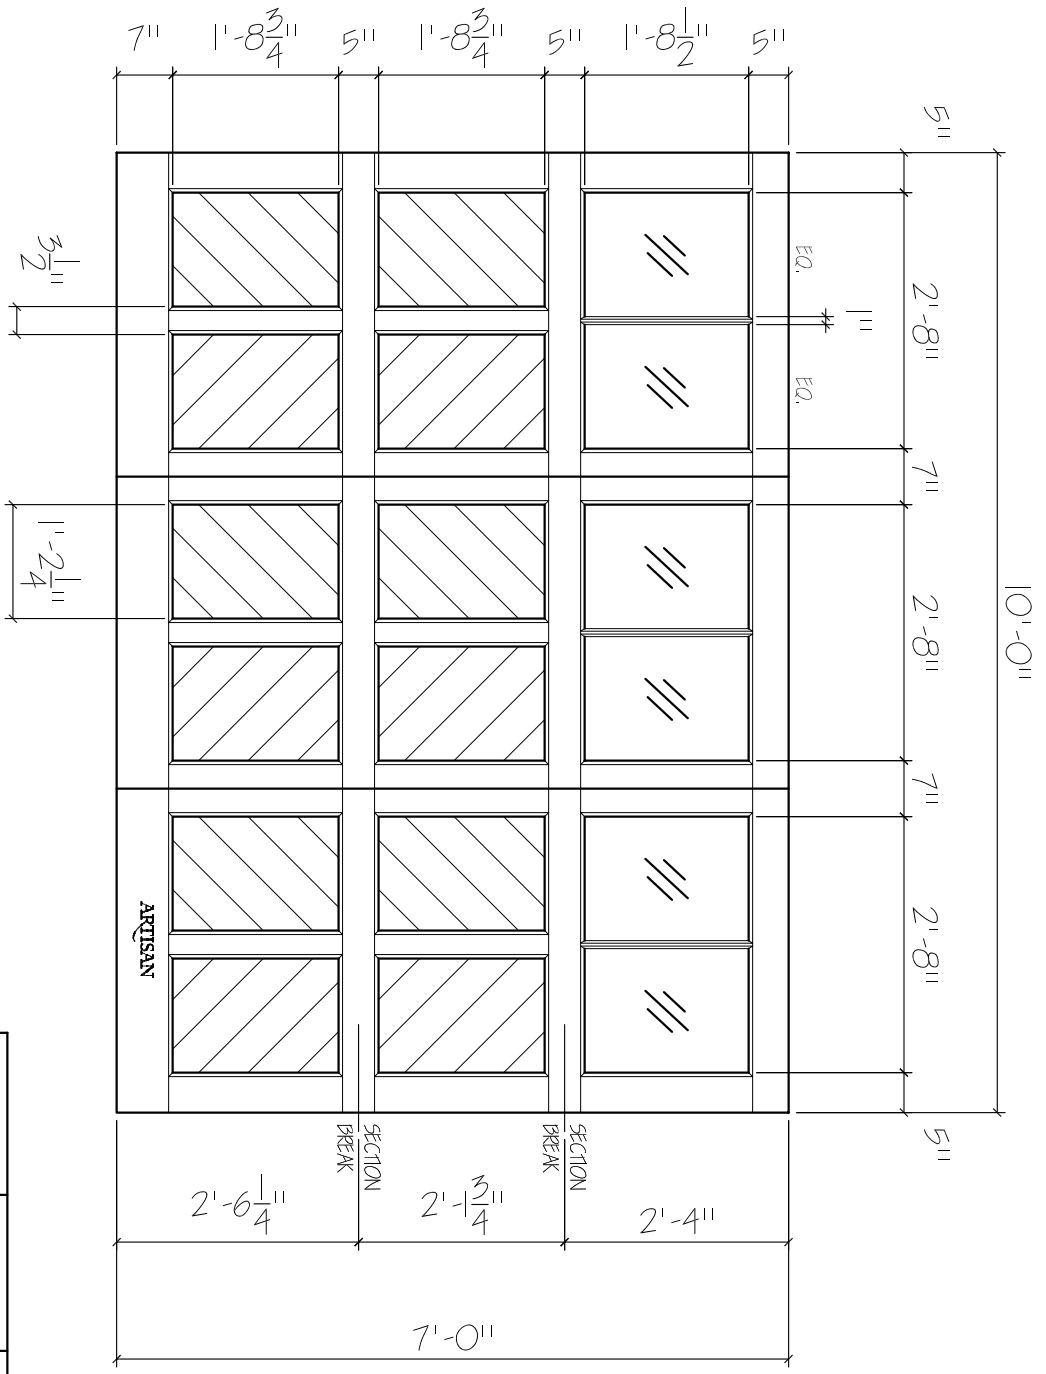 7" 1'-8 3/4" 5" 1'-8 3/4" 5" 1'-8 1/2" 5"
5"
2'-8"
7"
2'-8"
7"
2'-8"
5"
10'-0"
EQ.
1"
EQ.
3 1/2"
1'-2 1/4"
ARTISAN
SECTION
BREAK
SECTION
BREAK
2'-6 1/4" 2'-1 3/4" 2'-4"
7'-0"